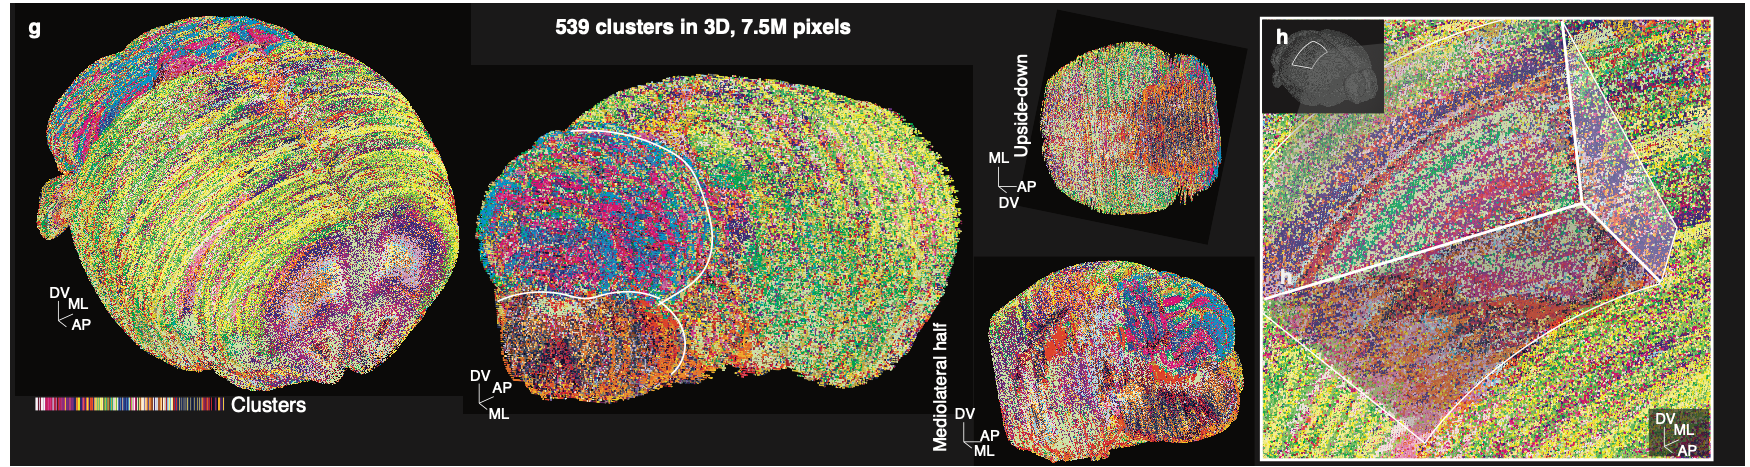 g
539 clusters in 3D, 7.5M pixels
DV
ML
AP
Clusters
DV
AP
ML
Upside-down
ML
AP
DV
Mediolateral half
DV
AP
ML
h
h
DV
ML
AP